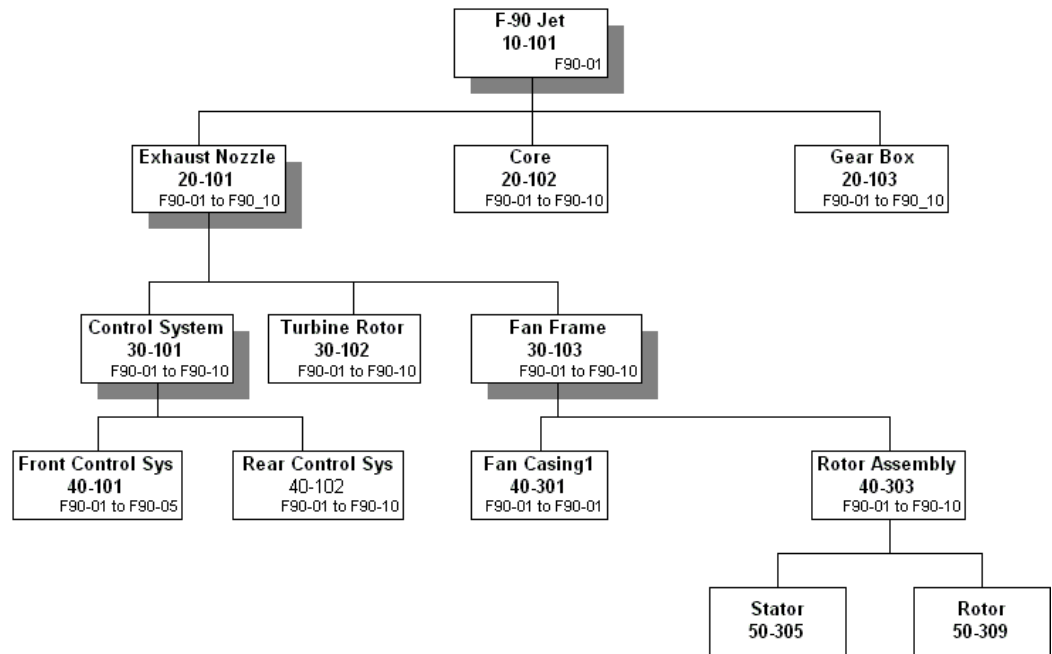 F-90 Jet
10-101
F90-01
Exhaust Nozzle
20-101
F90-01 to F90_10
Core
20-102
F90-01 to F90-10
Gear Box
20-103
F90-01 to F90_10
Control System
30-101
F90-01 to F90-10
Turbine Rotor
30-102
F90-01 to F90-10
Fan Frame
30-103
F90-01 to F90-10
Front Control Sys
40-101
F90-01 to F90-05
Rear Control Sys
40-102
F90-01 to F90-10
Fan Casing1
40-301
F90-01 to F90-01
Rotor Assembly
40-303
F90-01 to F90-10
Stator
50-305
Rotor
50-309